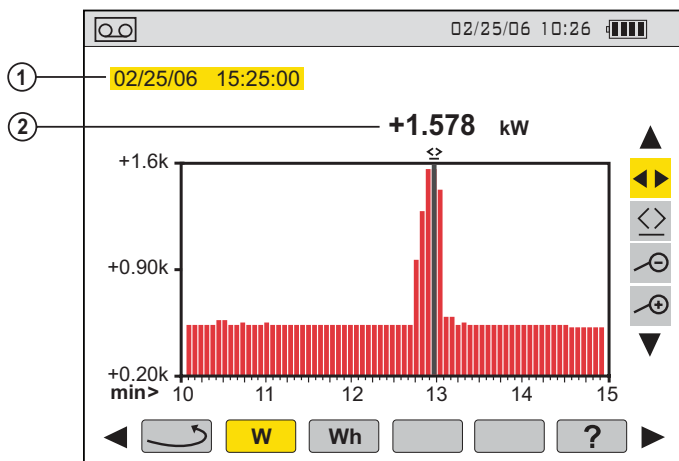 02/25/06 10:26
1 02/25/06 15:25:00
2 +1.578 kW
<>
+1.6k
+0.90k
+0.20k
min> 10 11 12 13 14 15
W Wh ?